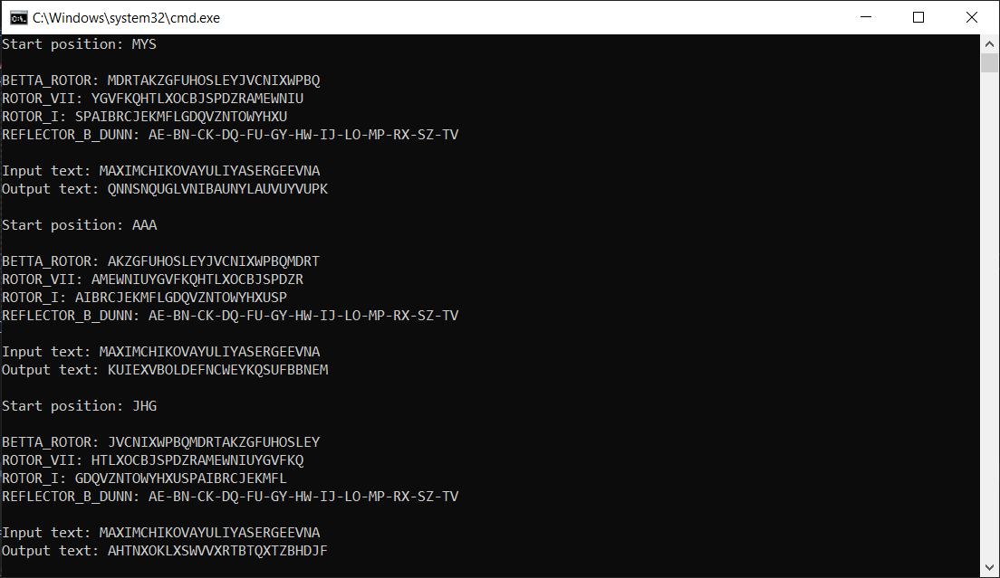 C:\Windows\system32\cmd.exe
Start position: MYS
BETTA_ROTOR: MDRTAKZGFUHOSLEYJVCNIXWPBQ
ROTOR_VII: YGVFKQHTLXOCBJSPDZRAMEWNIU
ROTOR_I: SPAIBRCJEKMFLGDQVZNTOWYHXU
REFLECTOR_B_DUNN: AE-BN-CK-DQ-FU-GY-HW-IJ-LO-MP-RX-SZ-TV
Input text: MAXIMCHIKOVAYULIYASERGEEVNA
Output text: QNNSNQUGLVNIBAUNYLAUVUYVUPK
Start position: AAA
BETTA_ROTOR: AKZGFUHOSLEYJVCNIXWPBQMDRT
ROTOR_VII: AMEWNIUYGVFKQHTLXOCBJSPDZR
ROTOR_I: AIBRCJEKMFLGDQVZNTOWYHXUSP
REFLECTOR_B_DUNN: AE-BN-CK-DQ-FU-GY-HW-IJ-LO-MP-RX-SZ-TV
Input text: MAXIMCHIKOVAYULIYASERGEEVNA
Output text: KUIEXVBOLDEFNCWEYKQSUFBBNEM
Start position: JHG
BETTA_ROTOR: JVCNIXWPBQMDRTAKZGFUHOSLEY
ROTOR_VII: HTLXOCBJSPDZRAMEWNIUYGVFKQ
ROTOR_I: GDQVZNTOWYHXUSPAIBRCJEKMFL
REFLECTOR_B_DUNN: AE-BN-CK-DQ-FU-GY-HW-IJ-LO-MP-RX-SZ-TV
Input text: MAXIMCHIKOVAYULIYASERGEEVNA
Output text: AHTNXOKLXSWVVXRTBTQXTZBHDJF